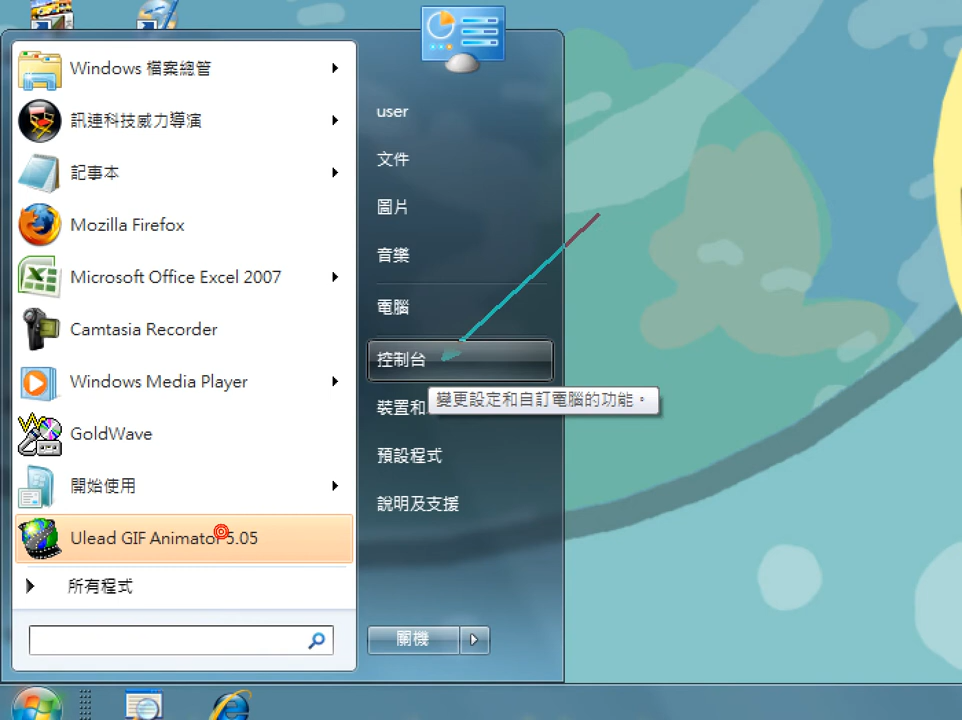 Windows 檔案總管
訊連科技威力導演
記事本
Mozilla Firefox
Microsoft Office Excel 2007
Camtasia Recorder
Windows Media Player
GoldWave
開始使用
Ulead GIF Animator 5.05
所有程式
user
文件
圖片
音樂
電腦
控制台
變更設定和自訂電腦的功能。
裝置和
預設程式
說明及支援
關機